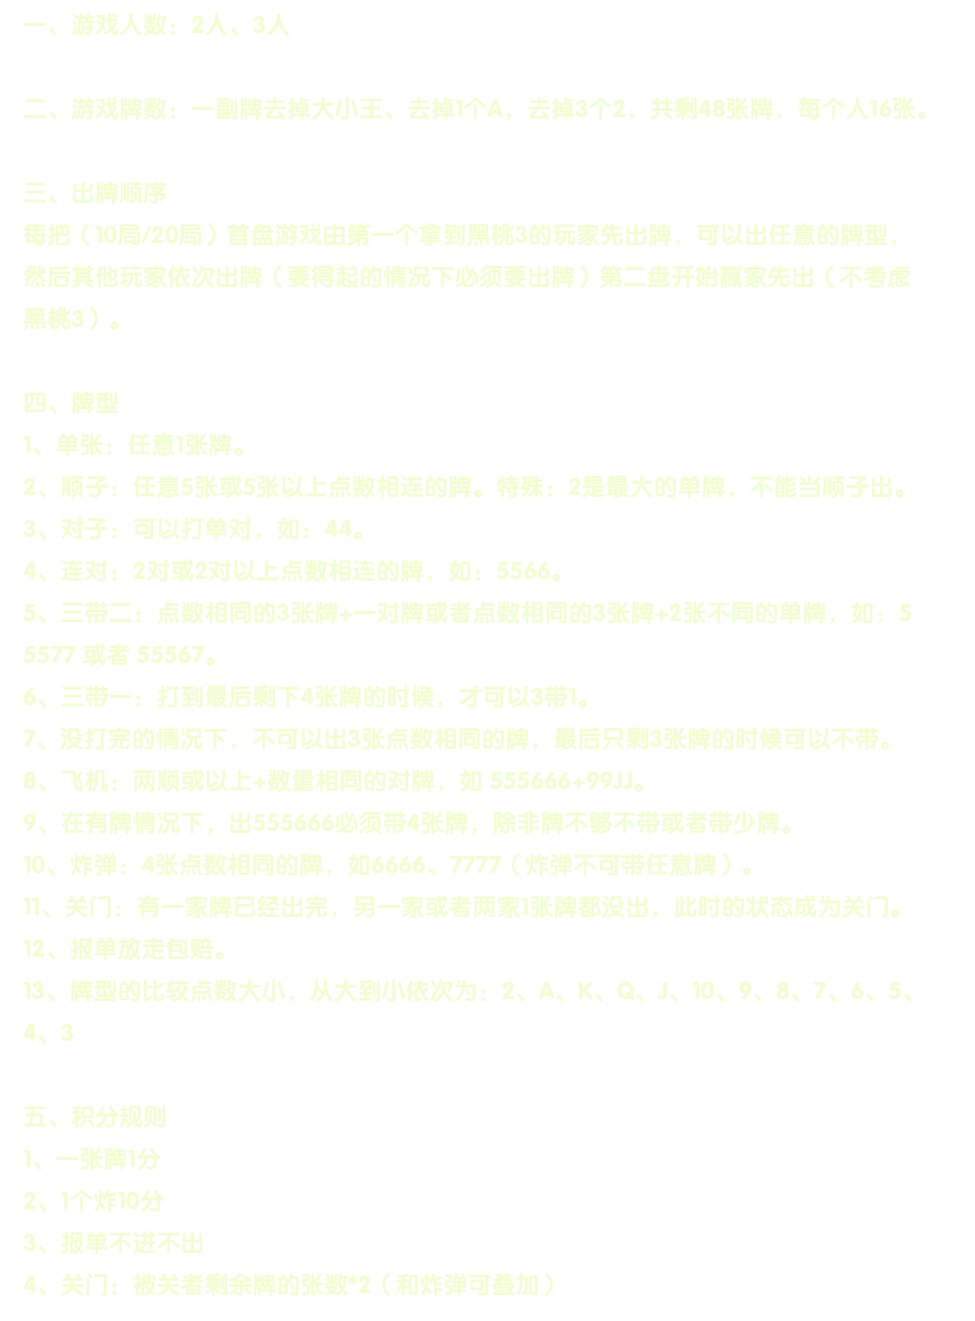 一、游戏人数：2人、3人
二、游戏牌数：一副牌去掉大小王、去掉1个A，去掉3个2，共剩48张牌，每个人16张。
三、出牌顺序
每把（10局/20局）首盘游戏由第一个拿到黑桃3的玩家先出牌，可以出任意的牌型，
然后其他玩家依次出牌（要得起的情况下必须要出牌）第二盘开始赢家先出（不考虑
黑桃3）。
四、牌型
1、单张：任意1张牌。
2、顺子：任意5张或5张以上点数相连的牌。特殊：2是最大的单牌，不能当顺子出。
3、对子：可以打单对，如：44。
4、连对：2对或2对以上点数相连的牌，如：5566。
5、三带二：点数相同的3张牌+一对牌或者点数相同的3张牌+2张不同的单牌，如：5
5577 或者 55567。
6、三带一：打到最后剩下4张牌的时候，才可以3带1。
7、没打完的情况下，不可以出3张点数相同的牌，最后只剩3张牌的时候可以不带。
8、飞机：两顺或以上+数量相同的对牌，如 555666+99JJ。
9、在有牌情况下，出555666必须带4张牌，除非牌不够不带或者带少牌。
10、炸弹：4张点数相同的牌，如6666、7777（炸弹不可带任意牌）。
11、关门：有一家牌已经出完，另一家或者两家1张牌都没出，此时的状态成为关门。
12、报单放走包赔。
13、牌型的比较点数大小，从大到小依次为：2、A、K、Q、J、10、9、8、7、6、5、
4、3
五、积分规则
1、一张牌1分
2、1个炸10分
3、报单不进不出
4、关门：被关者剩余牌的张数*2（和炸弹可叠加）